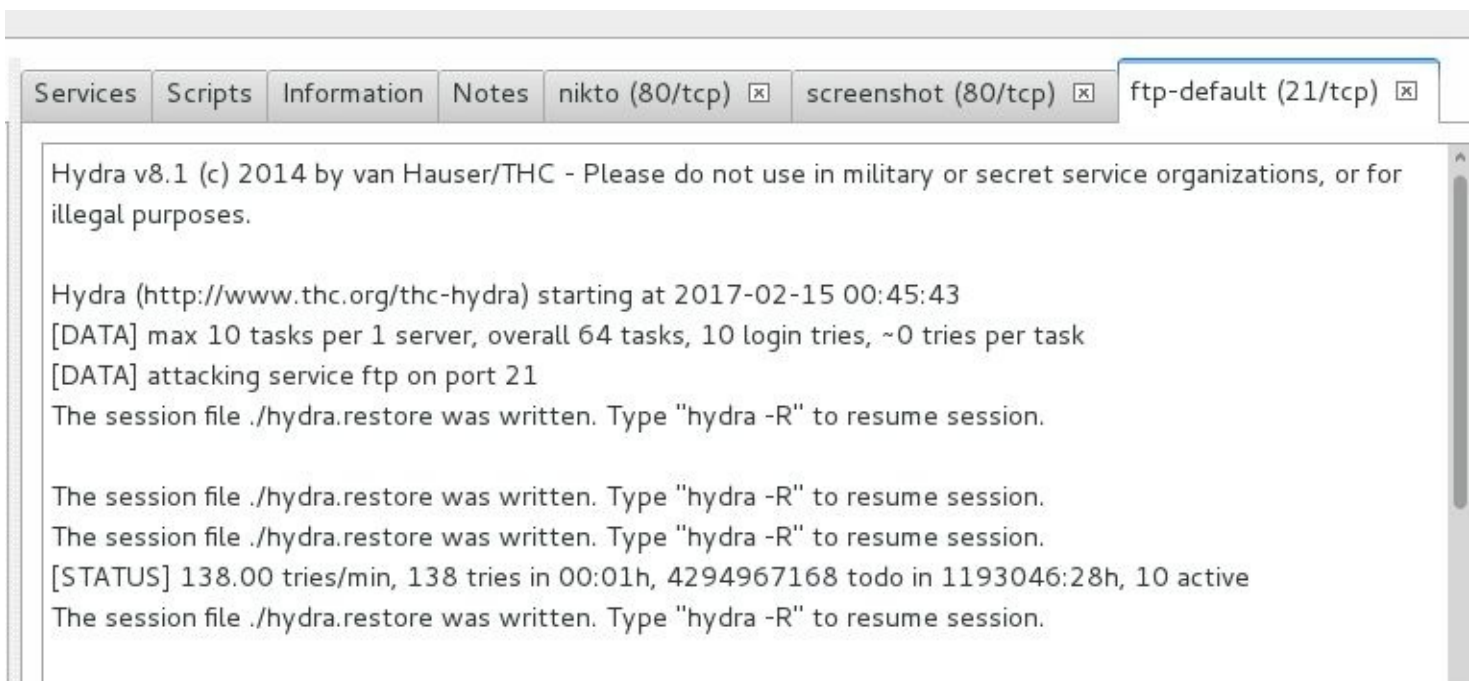 Services Scripts Information Notes nikto (80/tcp) screenshot (80/tcp) ftp-default (21/tcp)
Hydra v8.1 (c) 2014 by van Hauser/THC - Please do not use in military or secret service organizations, or for
illegal purposes.
Hydra (http://www.thc.org/thc-hydra) starting at 2017-02-15 00:45:43
[DATA] max 10 tasks per 1 server, overall 64 tasks, 10 login tries, ~0 tries per task
[DATA] attacking service ftp on port 21
The session file ./hydra.restore was written. Type "hydra -R" to resume session.
The session file ./hydra.restore was written. Type "hydra -R" to resume session.
The session file ./hydra.restore was written. Type "hydra -R" to resume session.
[STATUS] 138.00 tries/min, 138 tries in 00:01h, 4294967168 todo in 1193046:28h, 10 active
The session file ./hydra.restore was written. Type "hydra -R" to resume session.